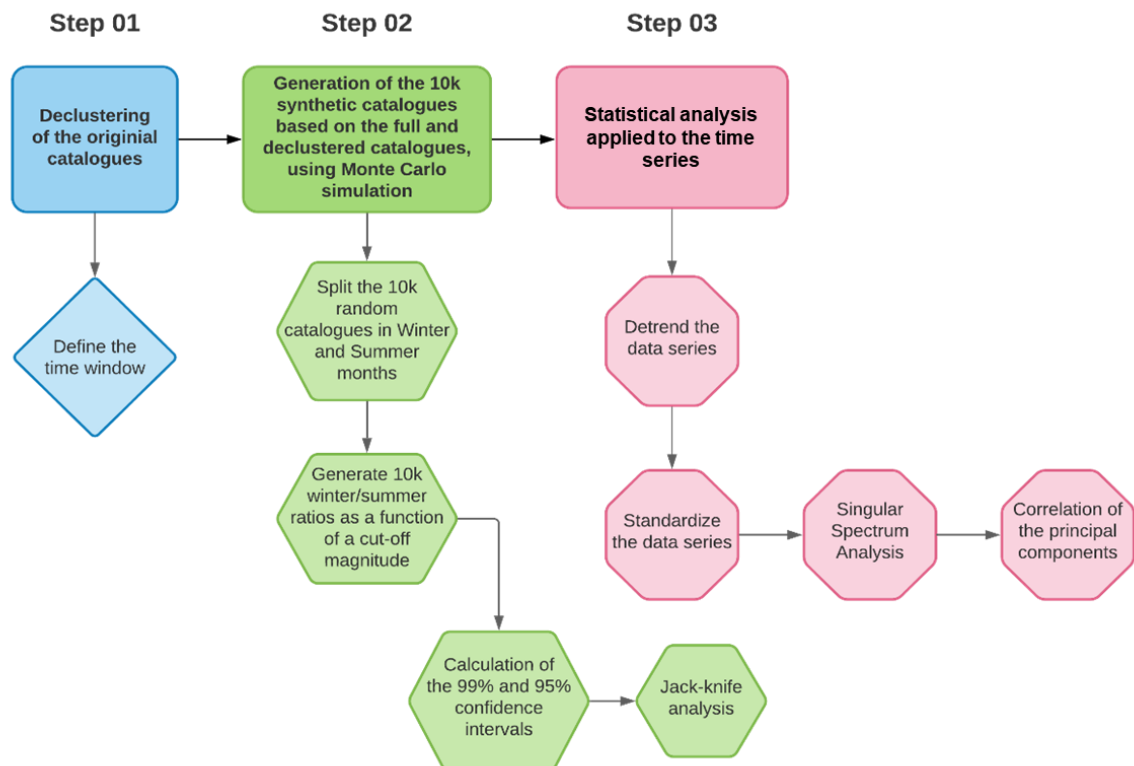 Step 01
Step 02
Step 03
Declustering
of the originial
catalogues
Generation of the 10k
synthetic catalogues
based on the full and
declustered catalogues,
using Monte Carlo
simulation
Statistical analysis
applied to the time
series
Define the
time window
Split the 10k
random
catalogues in Winter
and Summer
months
Detrend the
data series
Generate 10k
winter/summer
ratios as a function
of a cut-off
magnitude
Standardize
the data series
Singular
Spectrum
Analysis
Correlation of
the principal
components
Calculation of
the 99% and 95%
confidence
intervals
Jack-knife
analysis